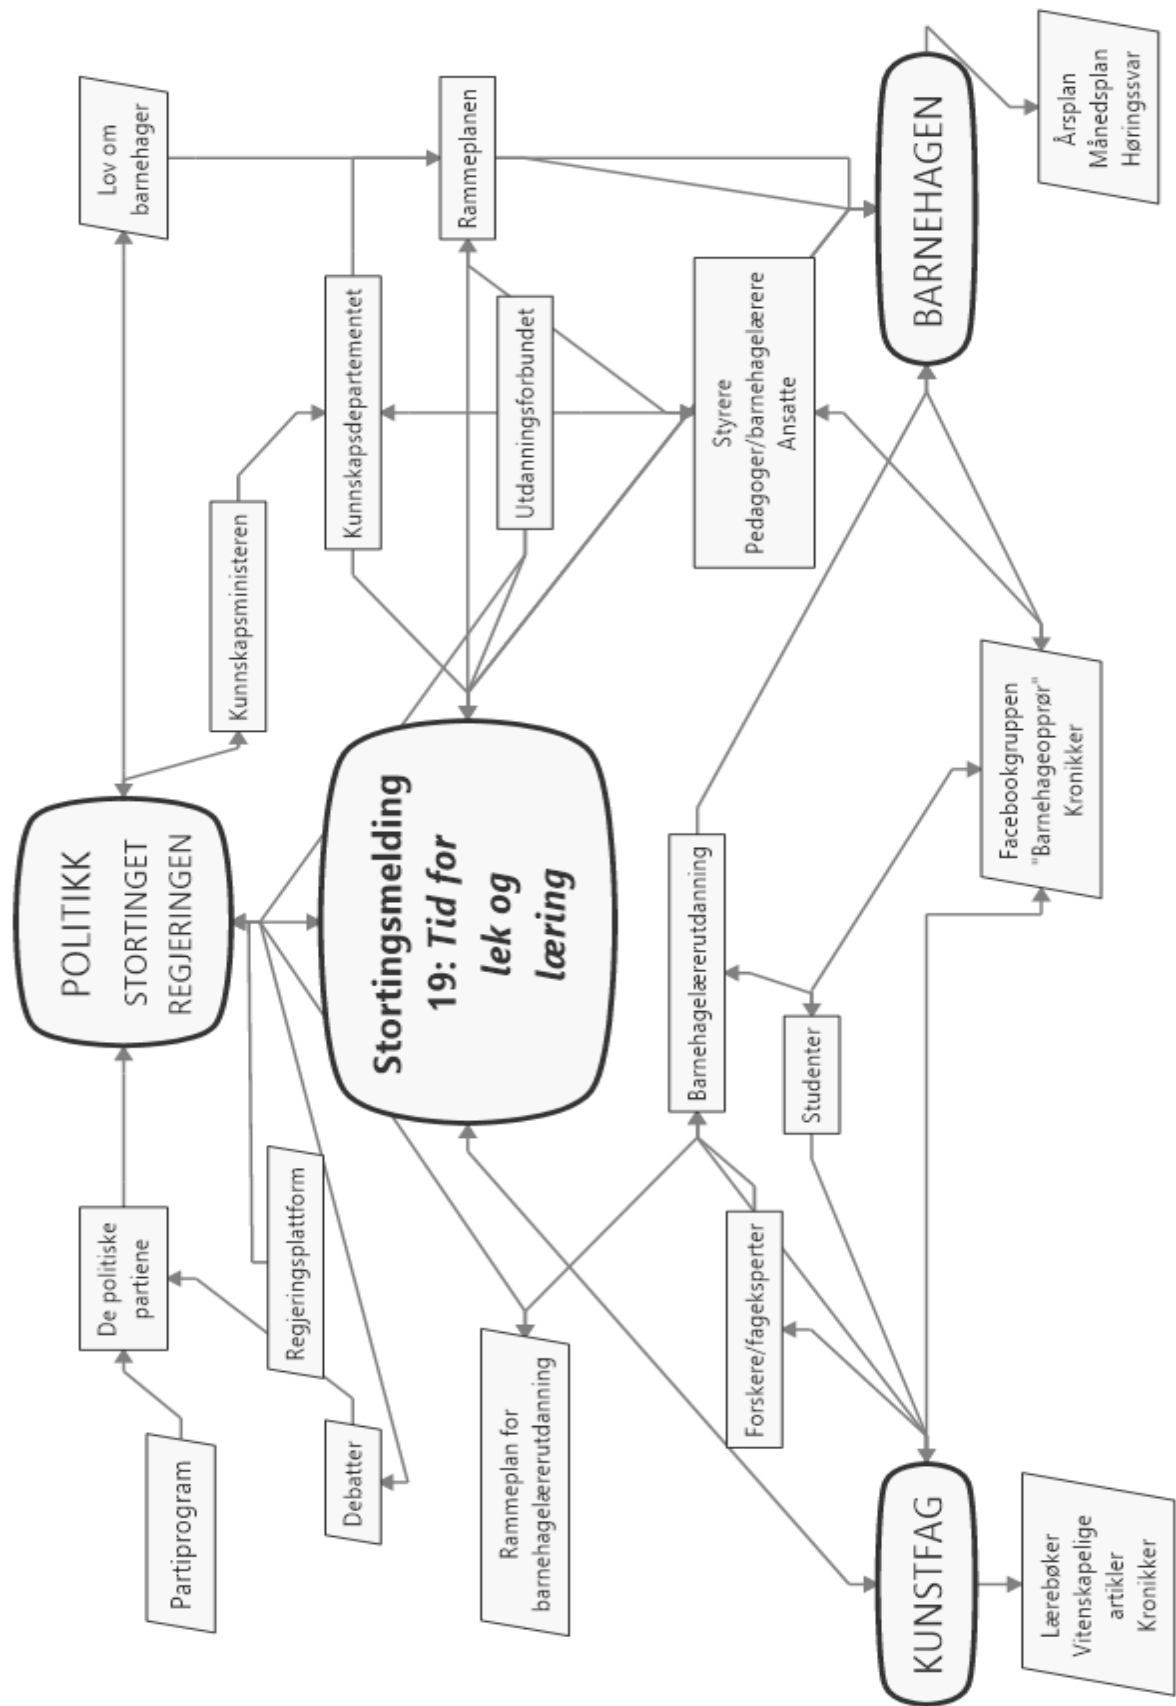 POLITIKK
STORTINGET
REGJERINGEN
De politiske
partiene
Partiprogram
Regjeringsplattform
Debatter
Kunnskapsministeren
Lov om
barnehager
Kunnskapsdepartementet
Rammeplanen
Utdanningsforbundet
Stortingsmelding
19: Tid for
lek og
læring
Rammeplan for
barnehagelærerutdanning
Barnehagelærerutdanning
Styrere
Pedagoger/barnehagelærere
Ansatte
Forskere/fageksperter
Studenter
KUNSTFAG
BARNEHAGEN
Lærebøker
Vitenskapelige
artikler
Kronikker
Facebookgruppen
"Barnehageopprør"
Kronikker
Årsplan
Månedsplan
Høringssvar